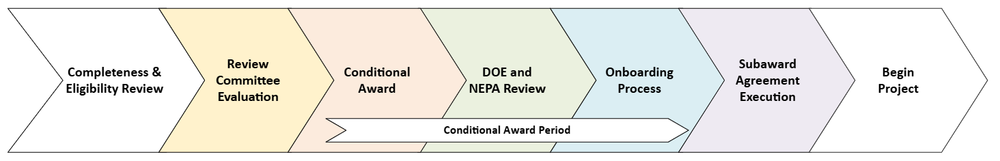 Completeness &
Eligibility Review
Review
Committee
Evaluation
Conditional
Award
DOE and
NEPA Review
Onboarding
Process
Subaward
Agreement
Execution
Begin
Project
Conditional Award Period